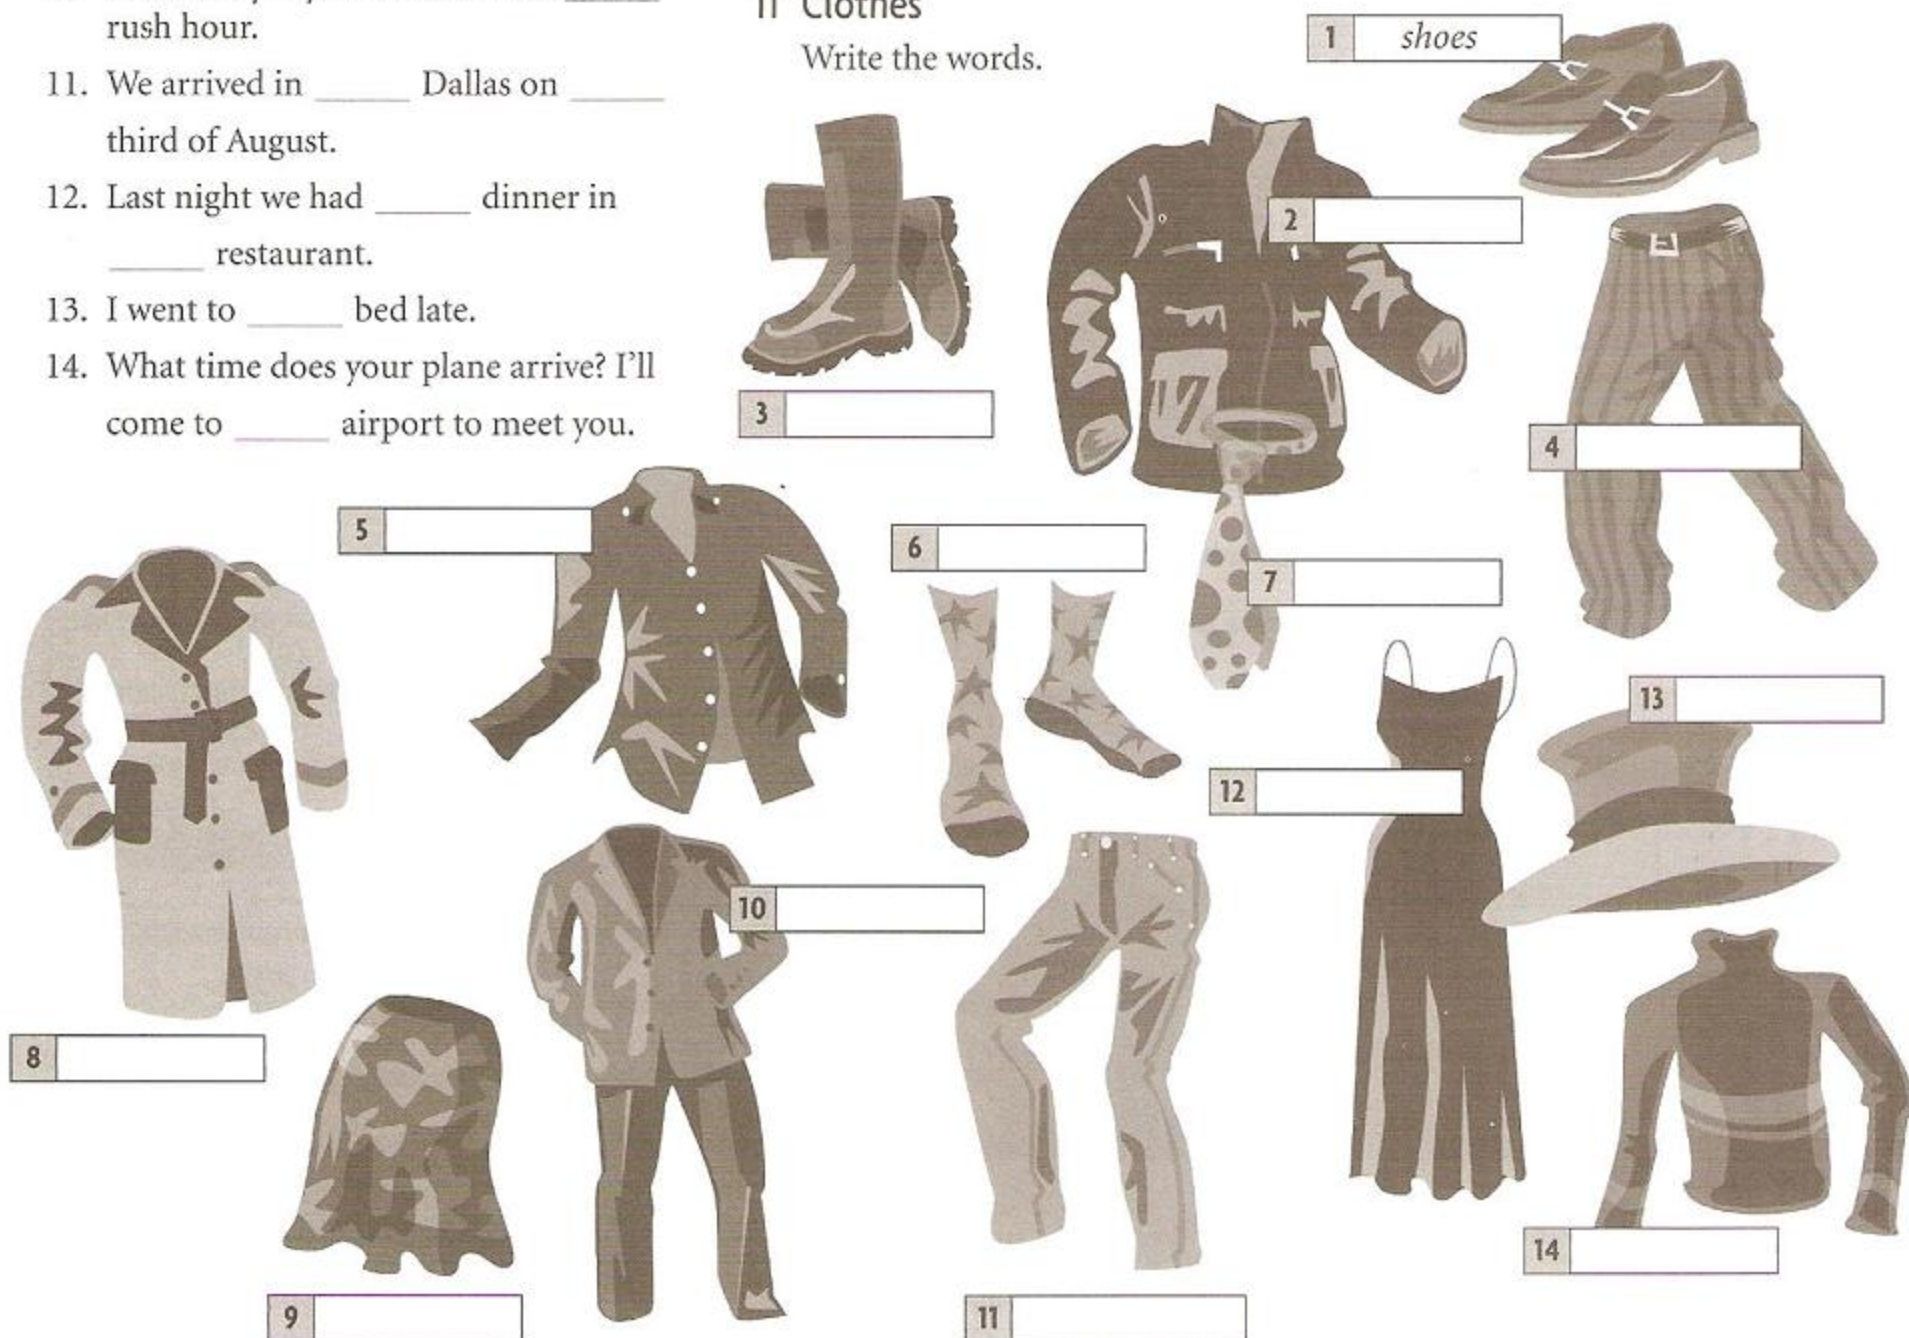 rush hour.
11. We arrived in ______ Dallas on ______
third of August.
12. Last night we had ______ dinner in
______ restaurant.
13. I went to ______ bed late.
14. What time does your plane arrive? I'll
come to ______ airport to meet you.
11 Clothes
Write the words.
1 shoes
2
3
4
5
6
7
8
9
10
11
12
13
14